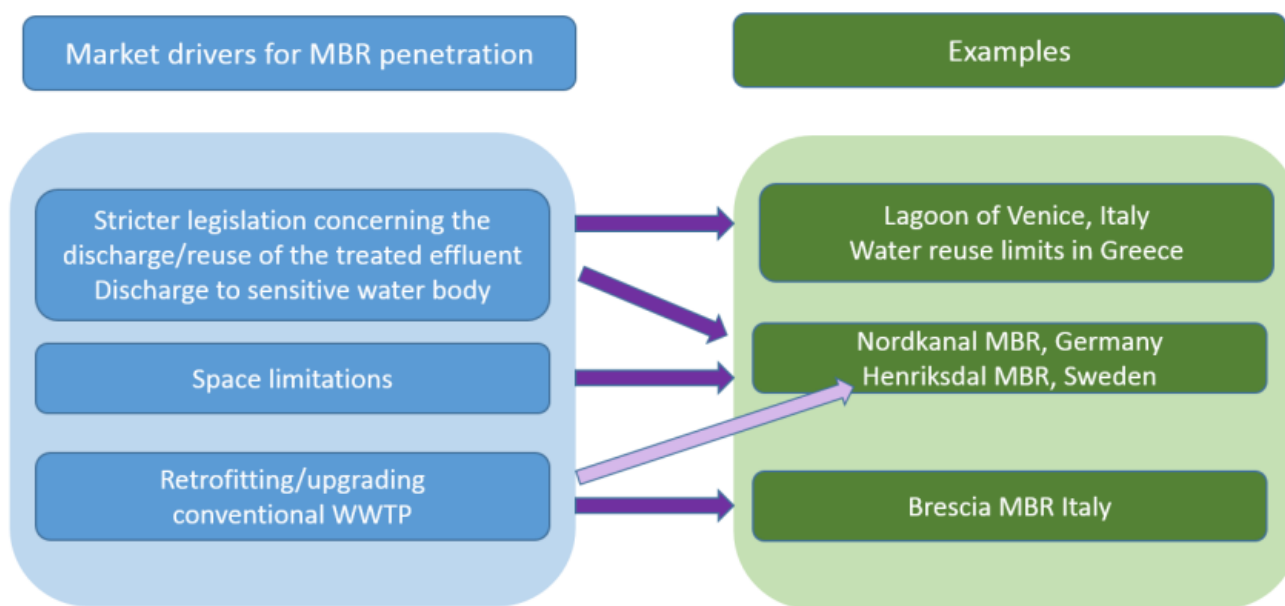 Market drivers for MBR penetration
Examples
Stricter legislation concerning the
discharge/reuse of the treated effluent
Discharge to sensitive water body
Lagoon of Venice, Italy
Water reuse limits in Greece
Space limitations
Nordkanal MBR, Germany
Henriksdal MBR, Sweden
Retrofitting/upgrading
conventional WWTP
Brescia MBR Italy